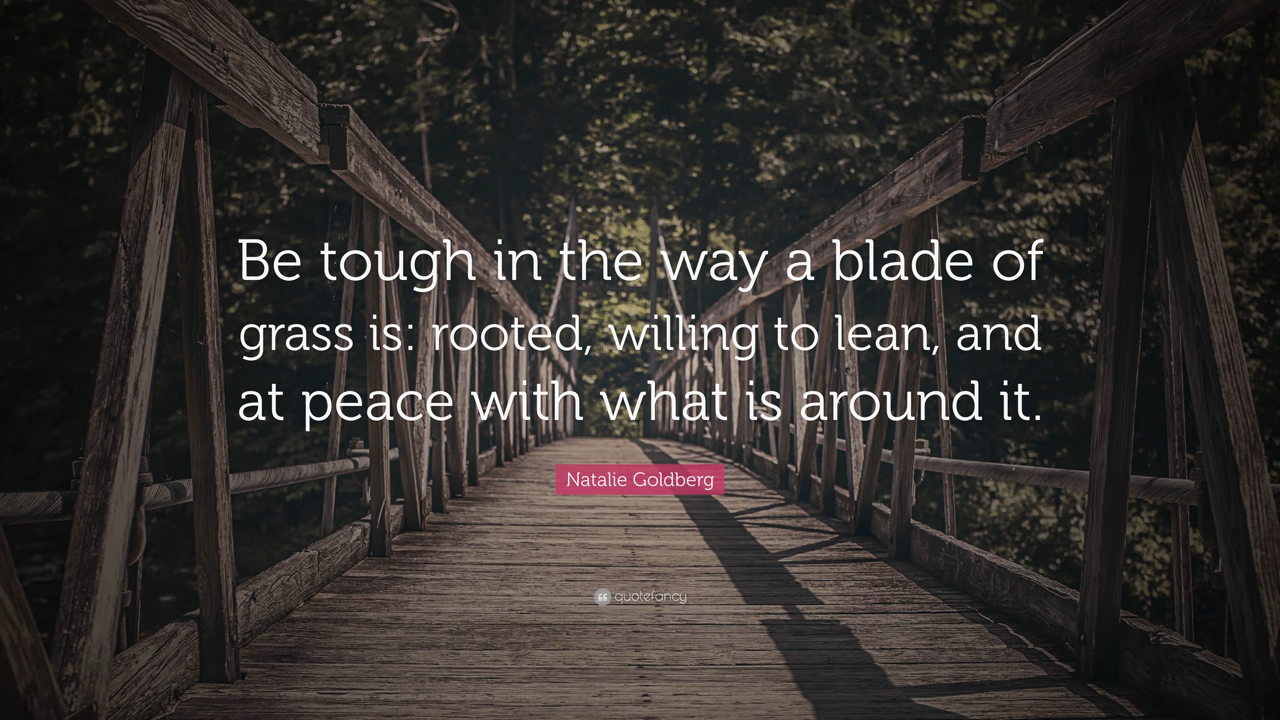 Be tough in the way a blade of
grass is: rooted, willing to lean, and
at peace with what is around it.
Natalie Goldberg
quotefancy